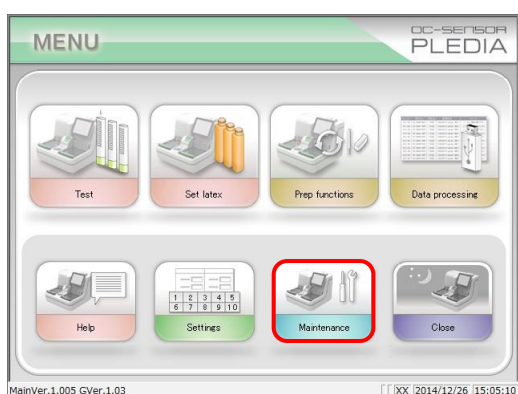 MENU
OC-SENSOR
PLEDIA
Test
Set latex
Prep functions
Data processing
1 2 3 4 5
6 7 8 9 10
Help
Settings
Maintenance
Close
MainVer.1.005 GVer.1.03
XX 2014/12/26 15:05:10